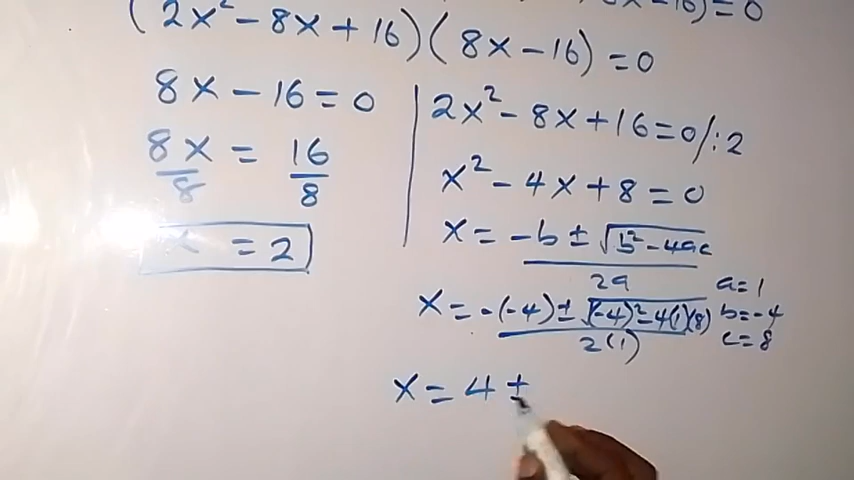 x-16)=0
(2x²-8x+16)(8x-16)=0
8x-16=0
8x/8 = 16/8
x = 2
2x²-8x+16=0/:2
x²-4x+8=0
x = -b±√b²-4ac / 2a
a=1
b=-4
c=8
x = -(-4)±√(-4)²-4(1)(8) / 2(1)
x = 4 ±